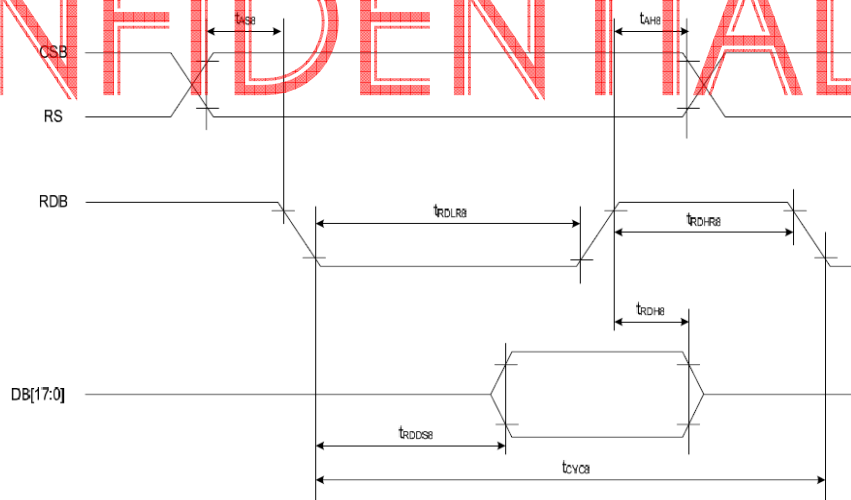 NFIDENTIAL
tAS8
tAH8
CSB
RS
RDB
tRDLR8
tRDHR8
tRDH8
DB[17:0]
tRDDS8
tCYC8